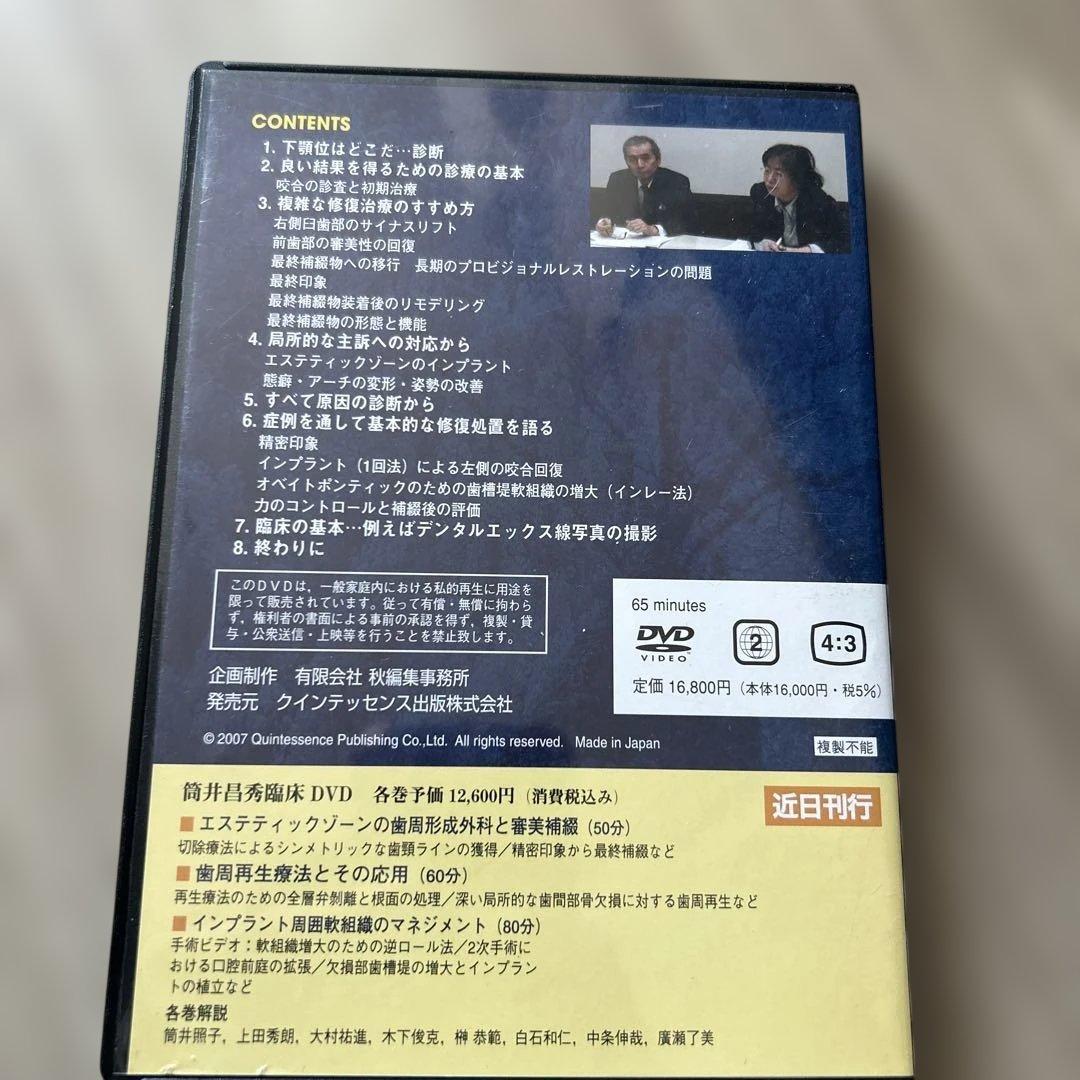 CONTENTS
1. 下顎位はどこだ…診断
2. 良い結果を得るための診療の基本
咬合の診査と初期治療
3. 複雑な修復治療のすすめ方
右側臼歯部のサイナスリフト
前歯部の審美性の回復
最終補綴物への移行　長期のプロビジョナルレストレーションの問題
最終印象
最終補綴物装着後のリモデリング
最終補綴物の形態と機能
4. 局所的な主訴への対応から
エステティックゾーンのインプラント
態癖・アーチの変形・姿勢の改善
5. すべて原因の診断から
6. 症例を通して基本的な修復処置を語る
精密印象
インプラント（1回法）による左側の咬合回復
オベイトポンティックのための歯槽堤軟組織の増大（インレー法）
力のコントロールと補綴後の評価
7. 臨床の基本…例えばデンタルエックス線写真の撮影
8. 終わりに
このDVDは，一般家庭内における私的再生に用途を
限って販売されています。従って有償・無償に拘わら
ず，権利者の書面による事前の承認を得ず，複製・貸
与・公衆送信・上映等を行うことを禁止致します。
65 minutes
DVD VIDEO 2 4:3
定価 16,800円（本体16,000円・税5%）
企画制作　有限会社 秋編集事務所
発売元　クインテッセンス出版株式会社
© 2007 Quintessence Publishing Co.,Ltd. All rights reserved. Made in Japan
複製不能
筒井昌秀臨床 DVD　各巻予価 12,600円（消費税込み）
近日刊行
■ エステティックゾーンの歯周形成外科と審美補綴（50分）
切除療法によるシンメトリックな歯頸ラインの獲得／精密印象から最終補綴など
■ 歯周再生療法とその応用（60分）
再生療法のための全層弁剝離と根面の処理／深い局所的な歯間部骨欠損に対する歯周再生など
■ インプラント周囲軟組織のマネジメント（80分）
手術ビデオ：軟組織増大のための逆ロール法／2次手術に
おける口腔前庭の拡張／欠損部歯槽堤の増大とインプラン
トの植立など
各巻解説
筒井照子，上田秀朗，大村祐進，木下俊克，榊 恭範，白石和仁，中条伸哉，廣瀬了美